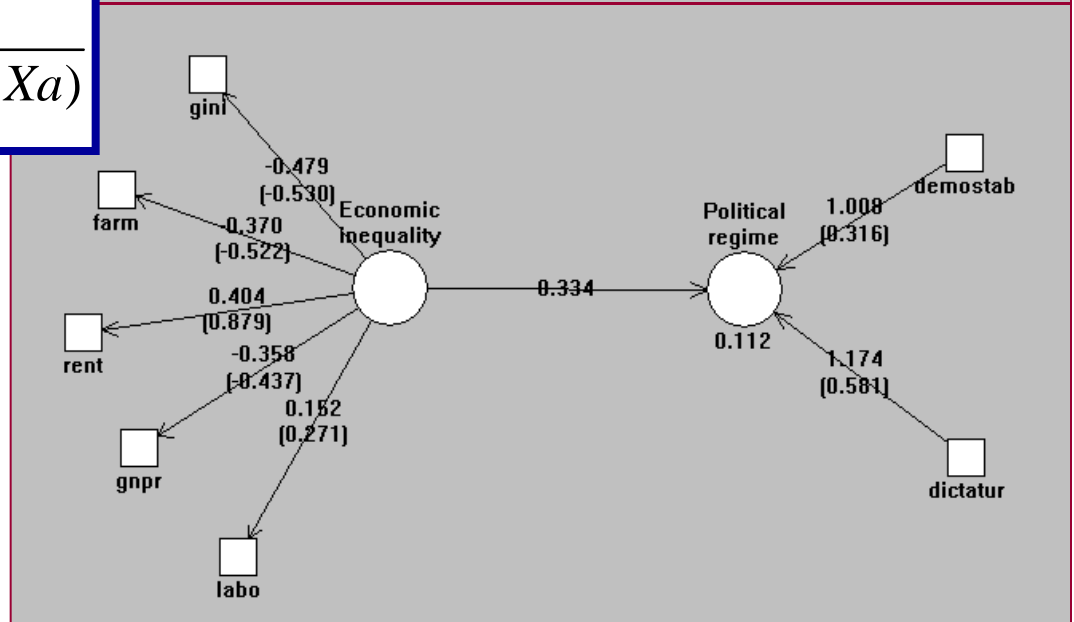 Xa)
gini
-0.479
(-0.530)
farm
-0.370
(-0.522)
Economic
inequality
rent
0.404
(0.879)
gnpr
-0.358
(-0.437)
labo
0.152
(0.271)
0.334
Political
regime
0.112
demostab
1.008
(0.316)
dictatur
1.174
(0.581)